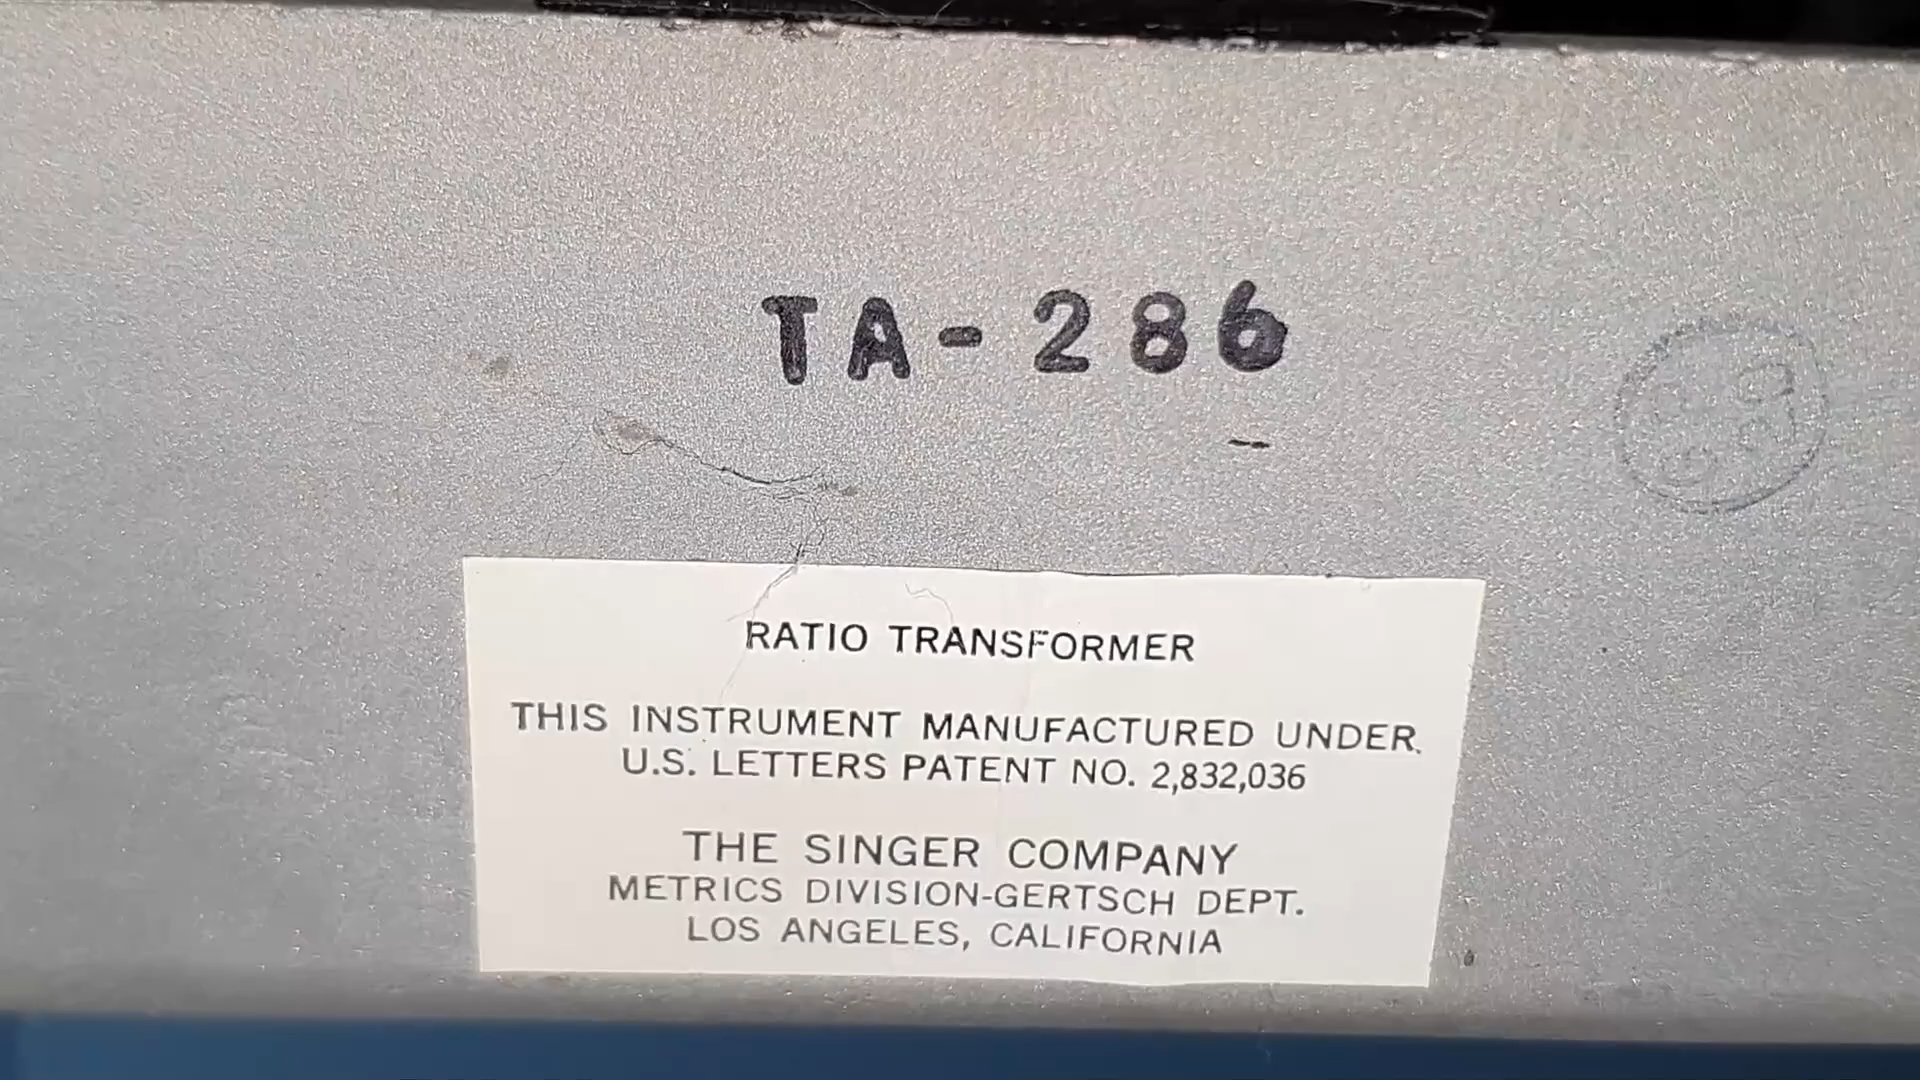 TA-286
RATIO TRANSFORMER
THIS INSTRUMENT MANUFACTURED UNDER
U.S. LETTERS PATENT NO. 2,832,036
THE SINGER COMPANY
METRICS DIVISION-GERTSCH DEPT.
LOS ANGELES, CALIFORNIA